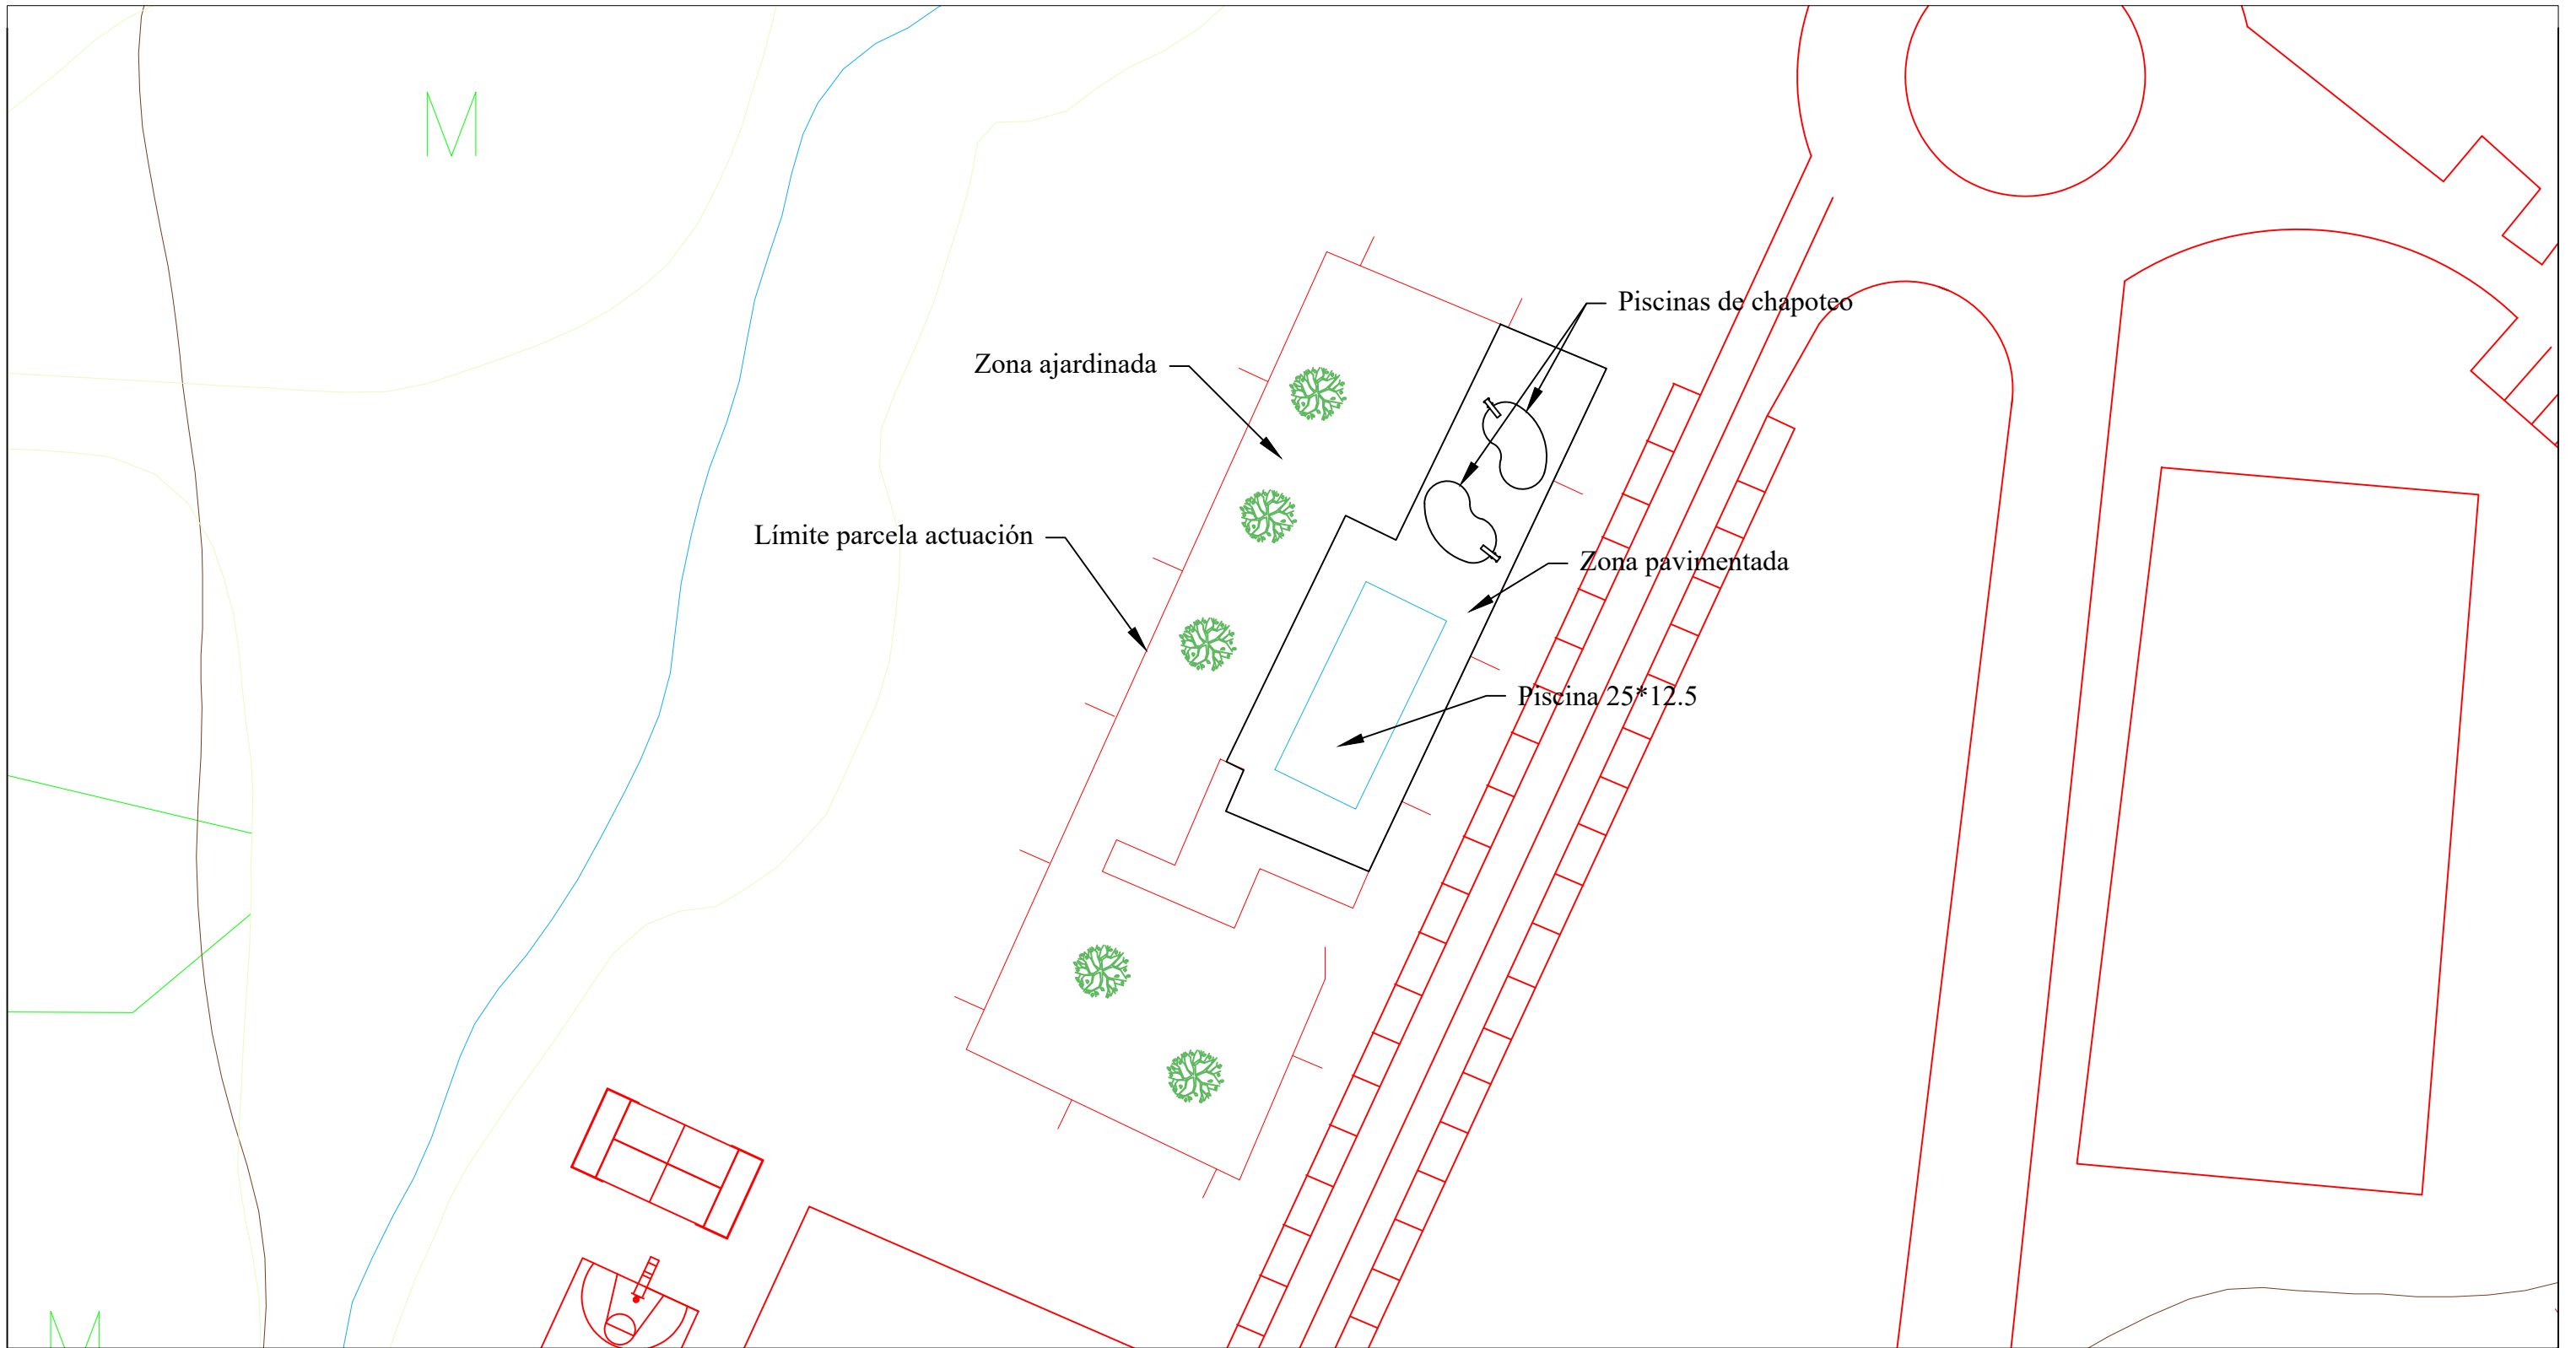 M
Piscinas de chapoteo
Zona ajardinada
Límite parcela actuación
Zona pavimentada
Piscina 25*12.5
M